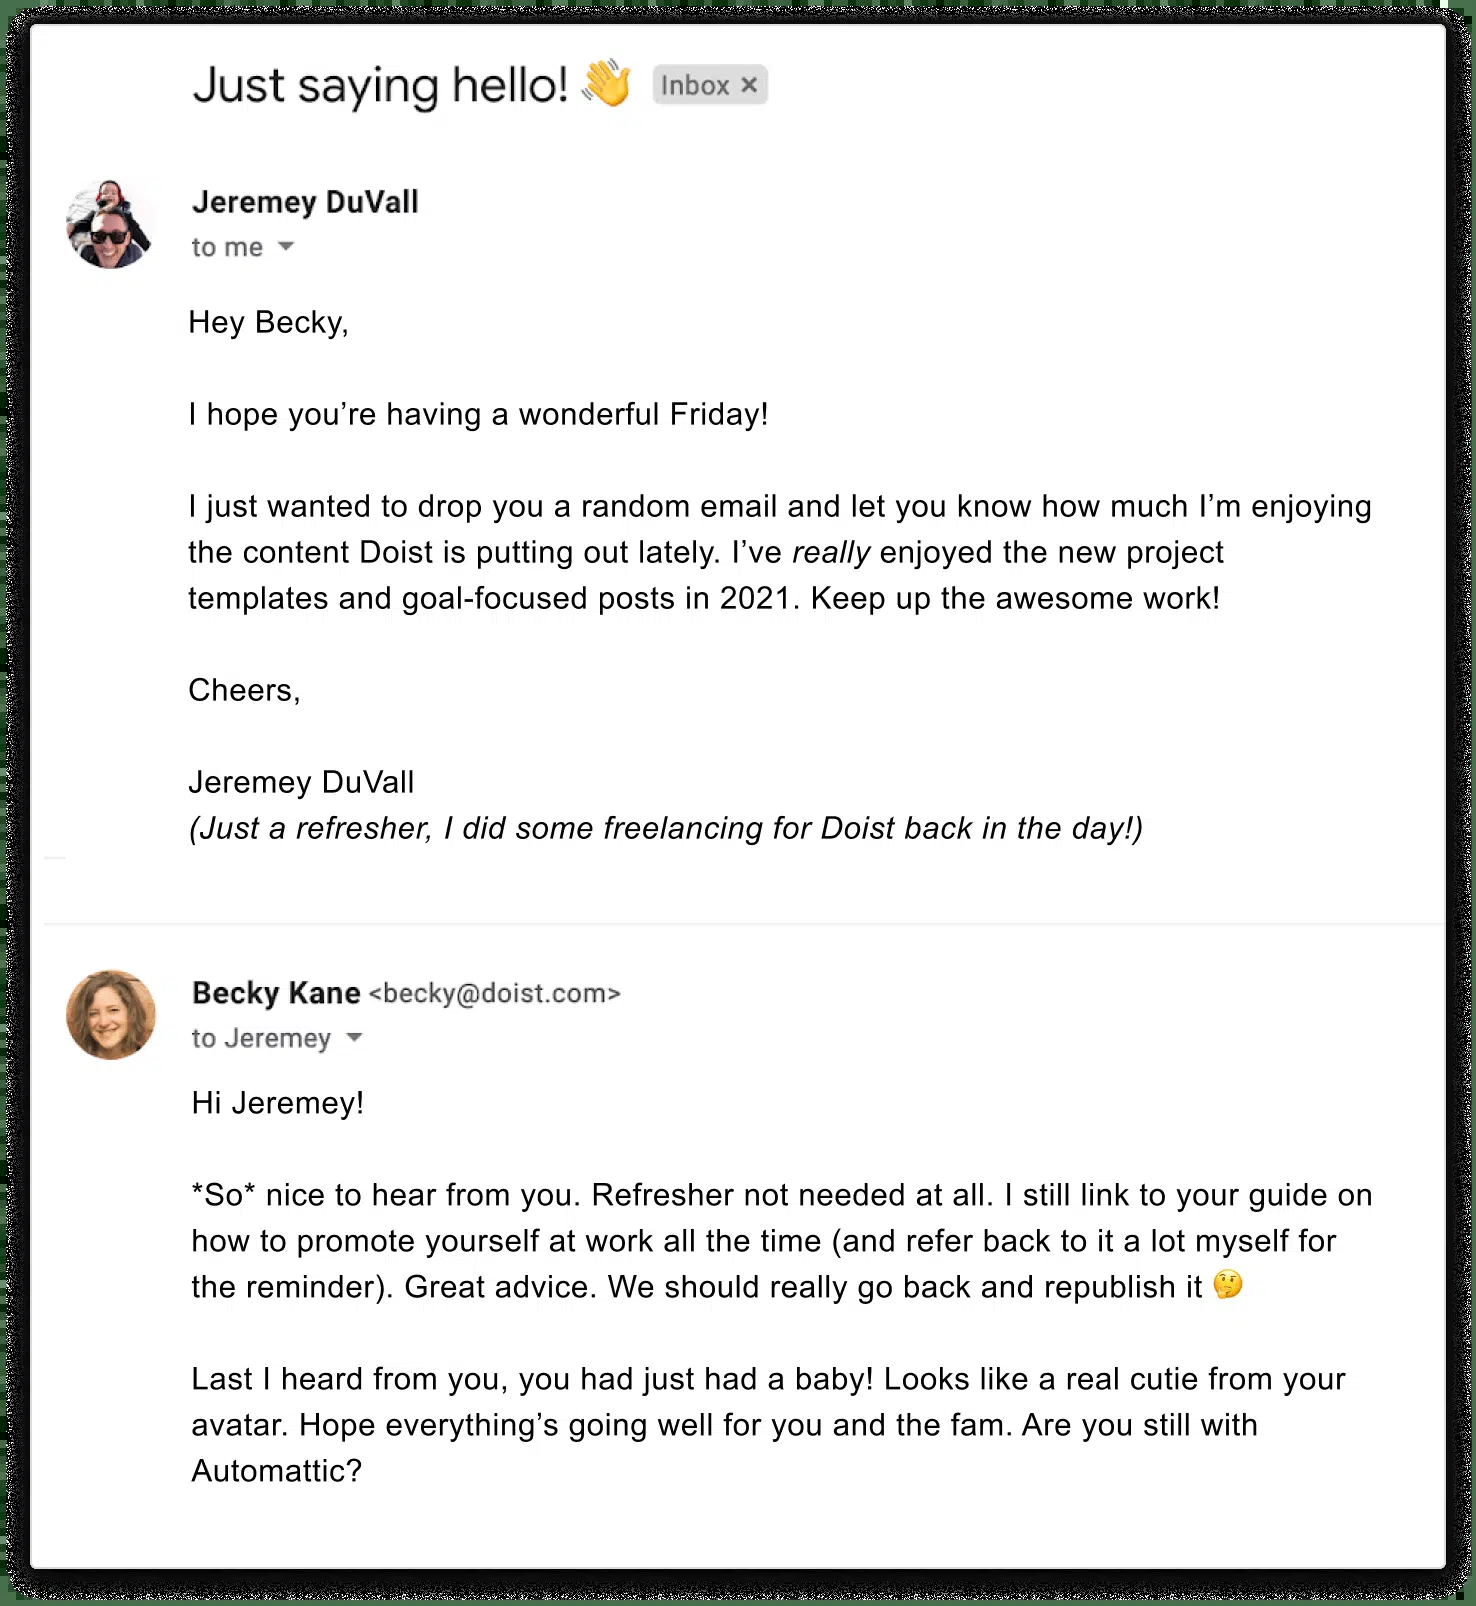 Just saying hello! 👋 Inbox ×
Jeremey DuVall
to me
Hey Becky,
I hope you’re having a wonderful Friday!
I just wanted to drop you a random email and let you know how much I’m enjoying
the content Doist is putting out lately. I’ve really enjoyed the new project
templates and goal-focused posts in 2021. Keep up the awesome work!
Cheers,
Jeremey DuVall
(Just a refresher, I did some freelancing for Doist back in the day!)
Becky Kane <becky@doist.com>
to Jeremey
Hi Jeremey!
*So* nice to hear from you. Refresher not needed at all. I still link to your guide on
how to promote yourself at work all the time (and refer back to it a lot myself for
the reminder). Great advice. We should really go back and republish it 🤔
Last I heard from you, you had just had a baby! Looks like a real cutie from your
avatar. Hope everything’s going well for you and the fam. Are you still with
Automattic?